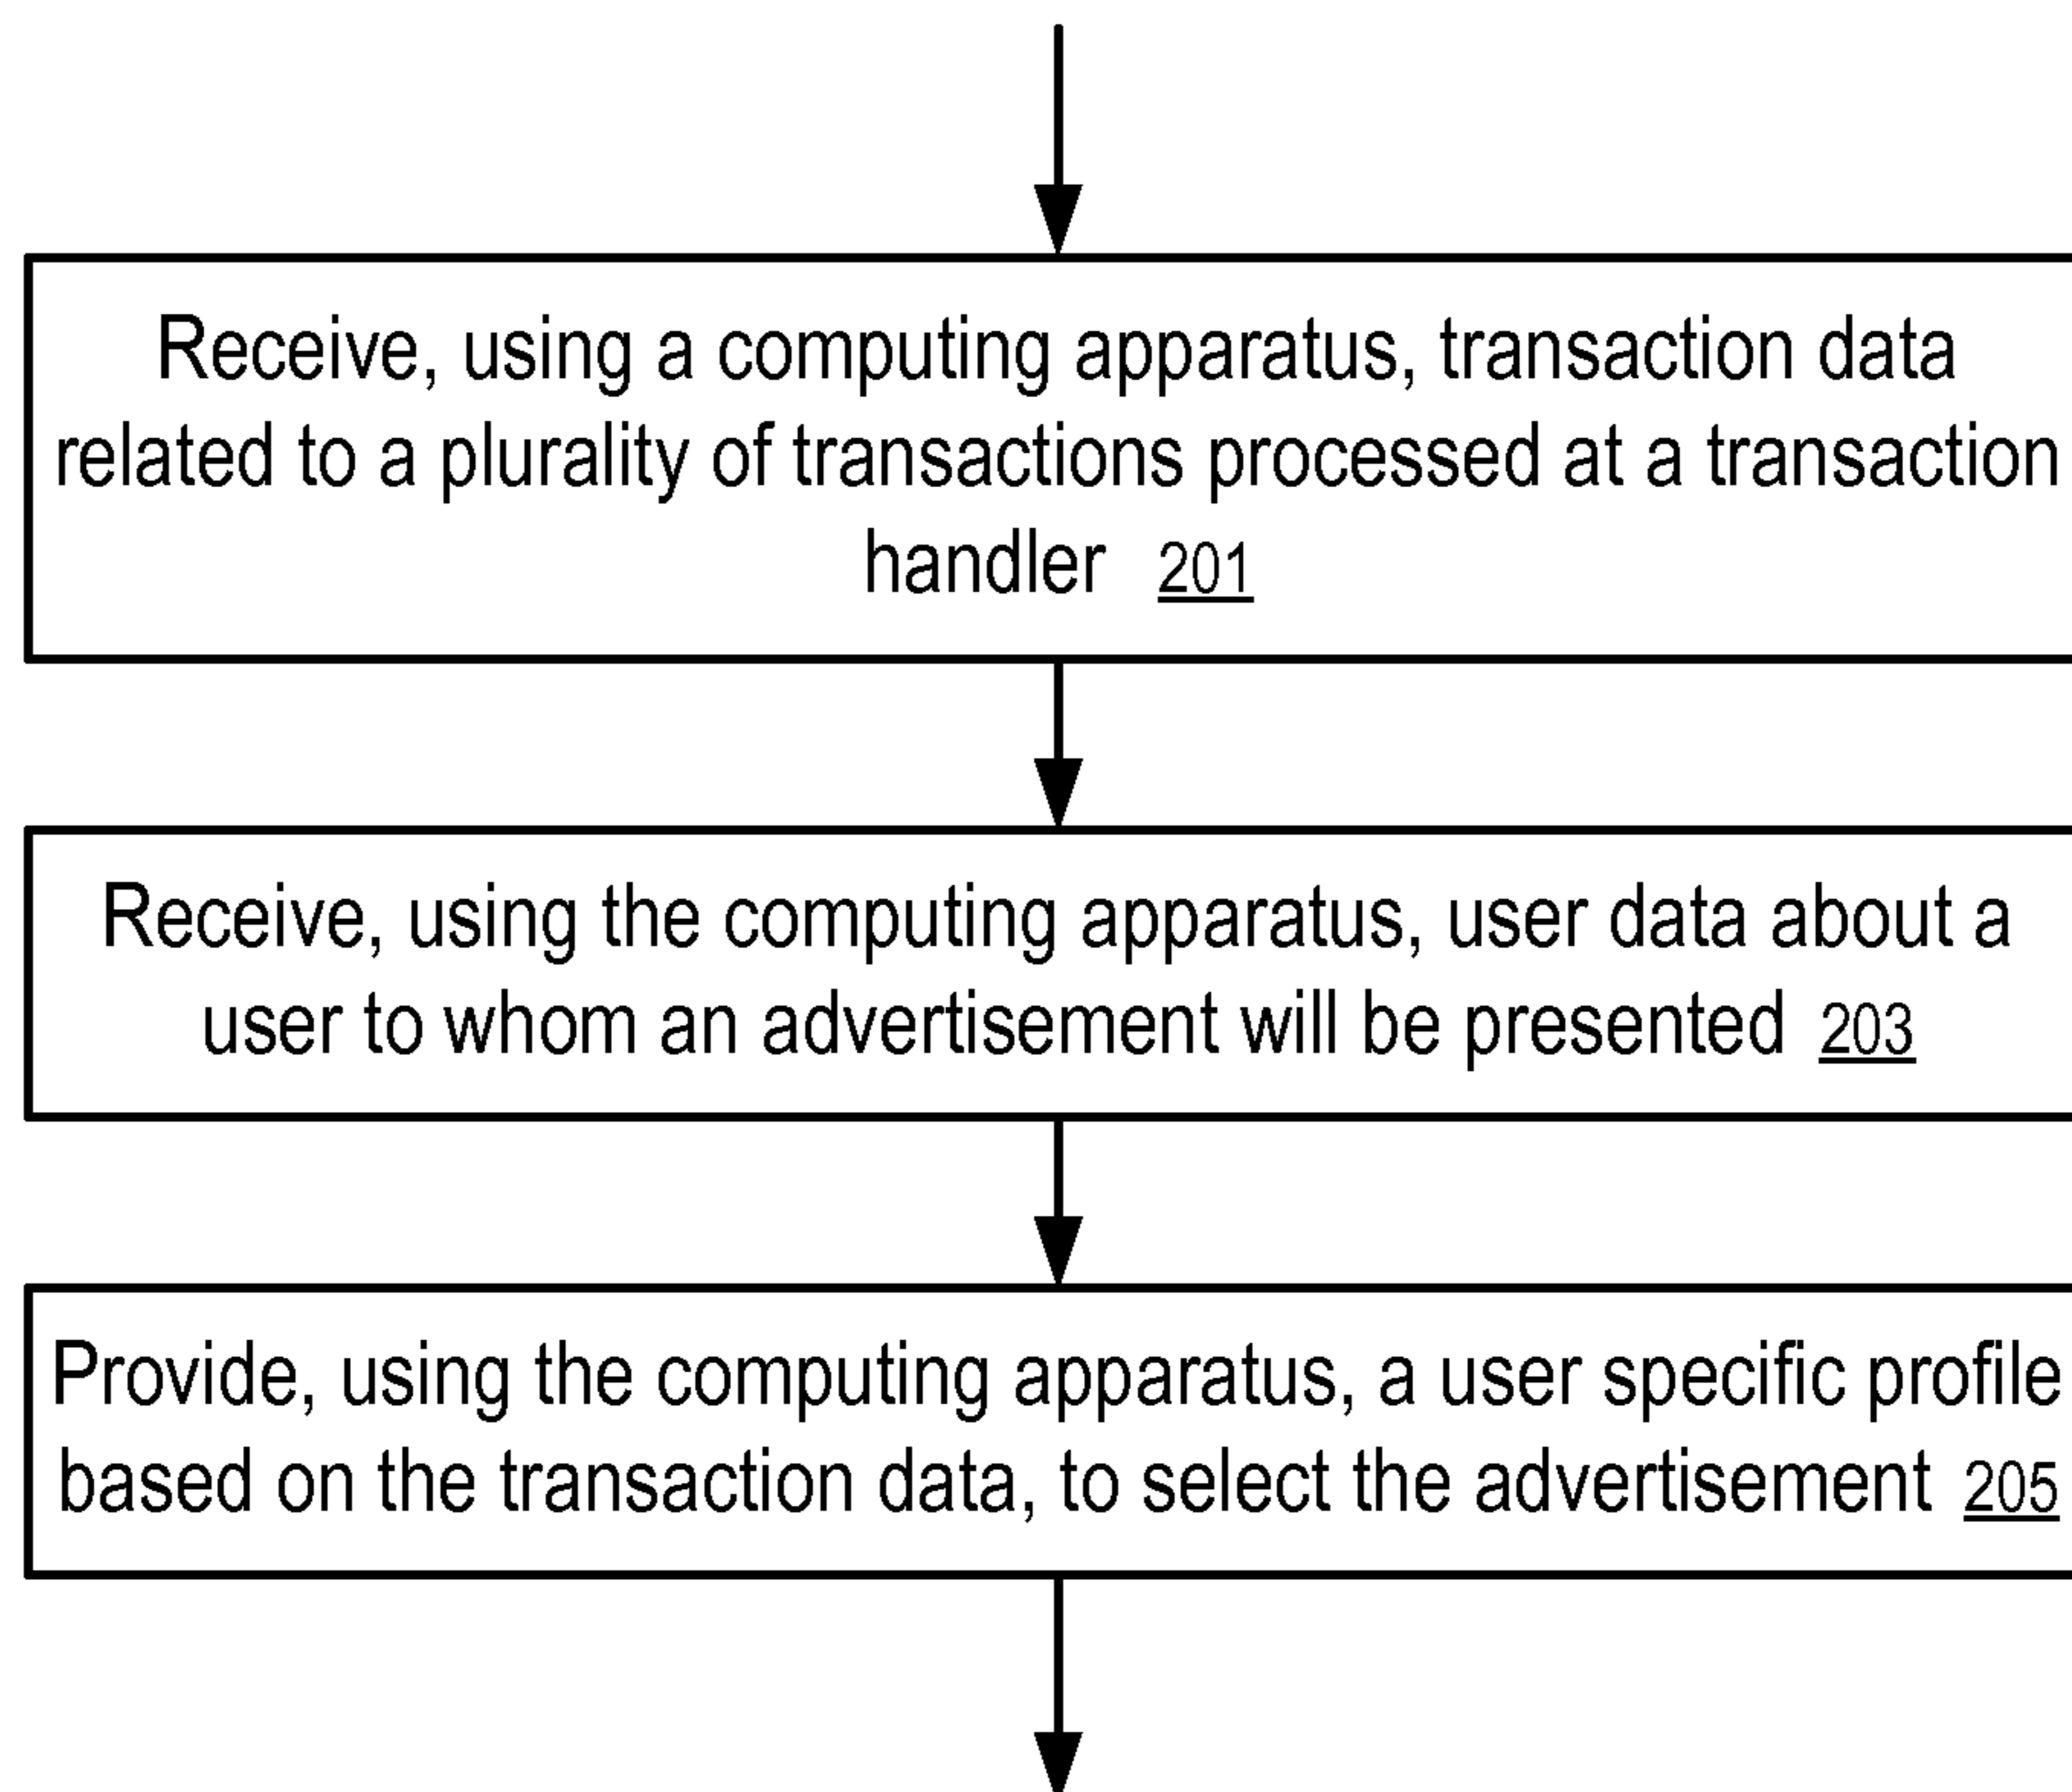 Receive, using a computing apparatus, transaction data
related to a plurality of transactions processed at a transaction
handler 201
Receive, using the computing apparatus, user data about a
user to whom an advertisement will be presented 203
Provide, using the computing apparatus, a user specific profile
based on the transaction data, to select the advertisement 205